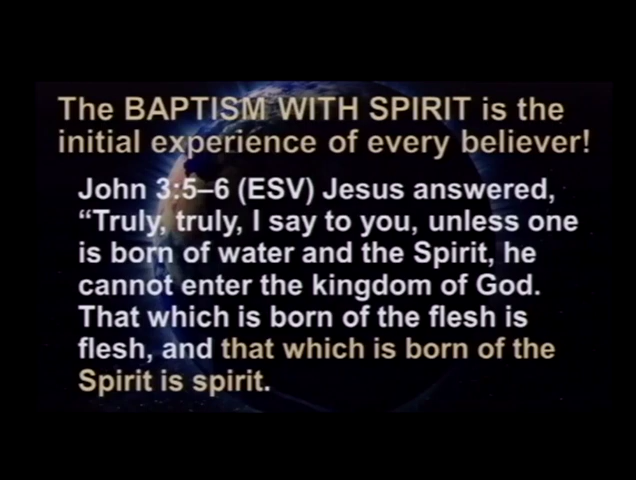 The BAPTISM WITH SPIRIT is the
initial experience of every believer!
John 3:5–6 (ESV) Jesus answered,
“Truly, truly, I say to you, unless one
is born of water and the Spirit, he
cannot enter the kingdom of God.
That which is born of the flesh is
flesh, and that which is born of the
Spirit is spirit.